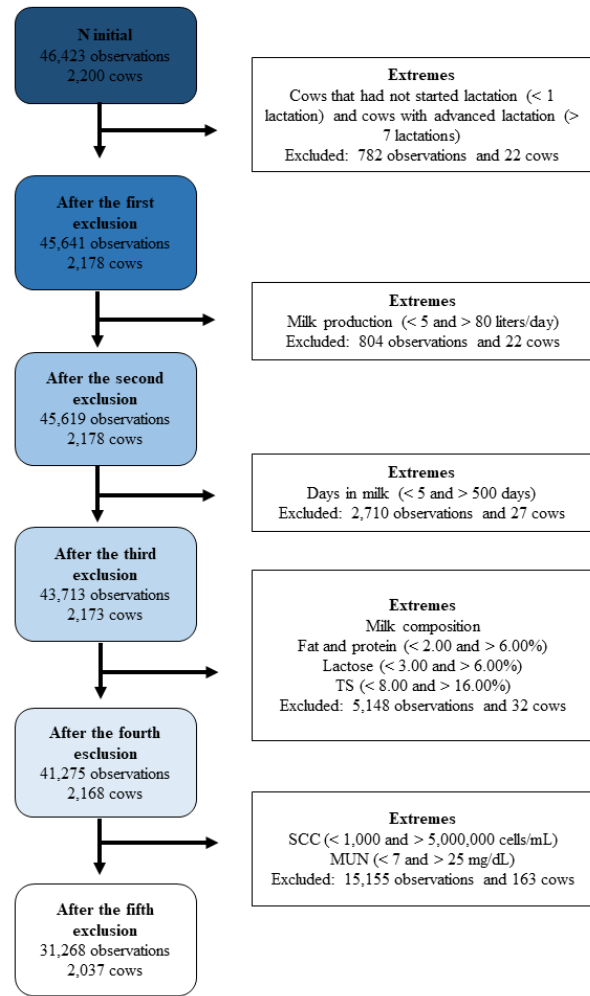 N initial
46,423 observations
2,200 cows
Extremes
Cows that had not started lactation (< 1
lactation) and cows with advanced lactation (>
7 lactations)
Excluded: 782 observations and 22 cows
After the first
exclusion
45,641 observations
2,178 cows
Extremes
Milk production (< 5 and > 80 liters/day)
Excluded: 804 observations and 22 cows
After the second
exclusion
45,619 observations
2,178 cows
Extremes
Days in milk (< 5 and > 500 days)
Excluded: 2,710 observations and 27 cows
After the third
exclusion
43,713 observations
2,173 cows
Extremes
Milk composition
Fat and protein (< 2.00 and > 6.00%)
Lactose (< 3.00 and > 6.00%)
TS (< 8.00 and > 16.00%)
Excluded: 5,148 observations and 32 cows
After the fourth
esclusion
41,275 observations
2,168 cows
Extremes
SCC (< 1,000 and > 5,000,000 cells/mL)
MUN (< 7 and > 25 mg/dL)
Excluded: 15,155 observations and 163 cows
After the fifth
exclusion
31,268 observations
2,037 cows